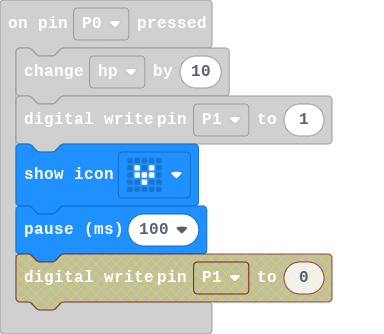 on pin P0 pressed
change hp by 10
digital write pin P1 to 1
show icon
pause (ms) 100
digital write pin P1 to 0